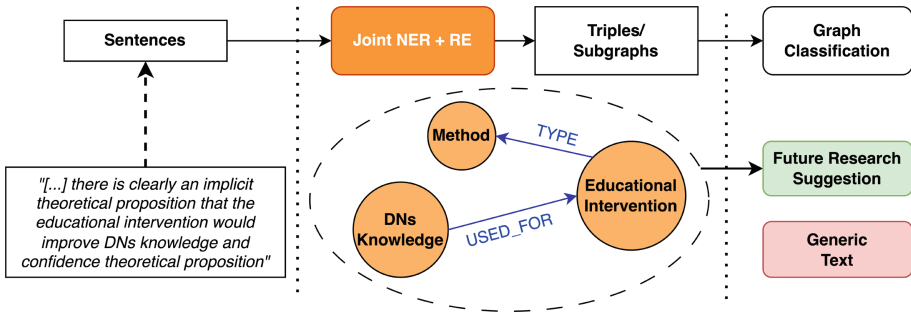 Sentences
Joint NER + RE
Triples/
Subgraphs
Graph
Classification
"[...] there is clearly an implicit
theoretical proposition that the
educational intervention would
improve DNs knowledge and
confidence theoretical proposition"
Method
TYPE
Educational
Intervention
DNs
Knowledge
USED_FOR
Future Research
Suggestion
Generic
Text